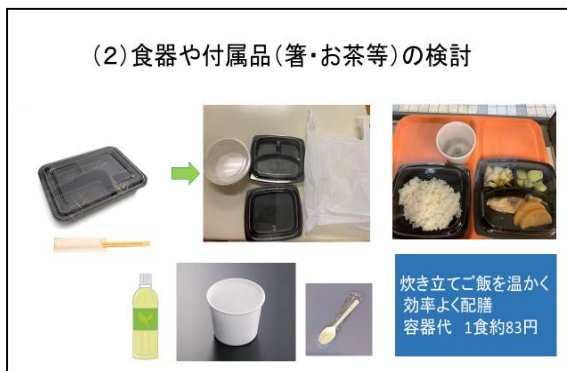 (2)食器や付属品(箸・お茶等)の検討
炊き立てご飯を温かく
効率よく配膳
容器代 1食約83円